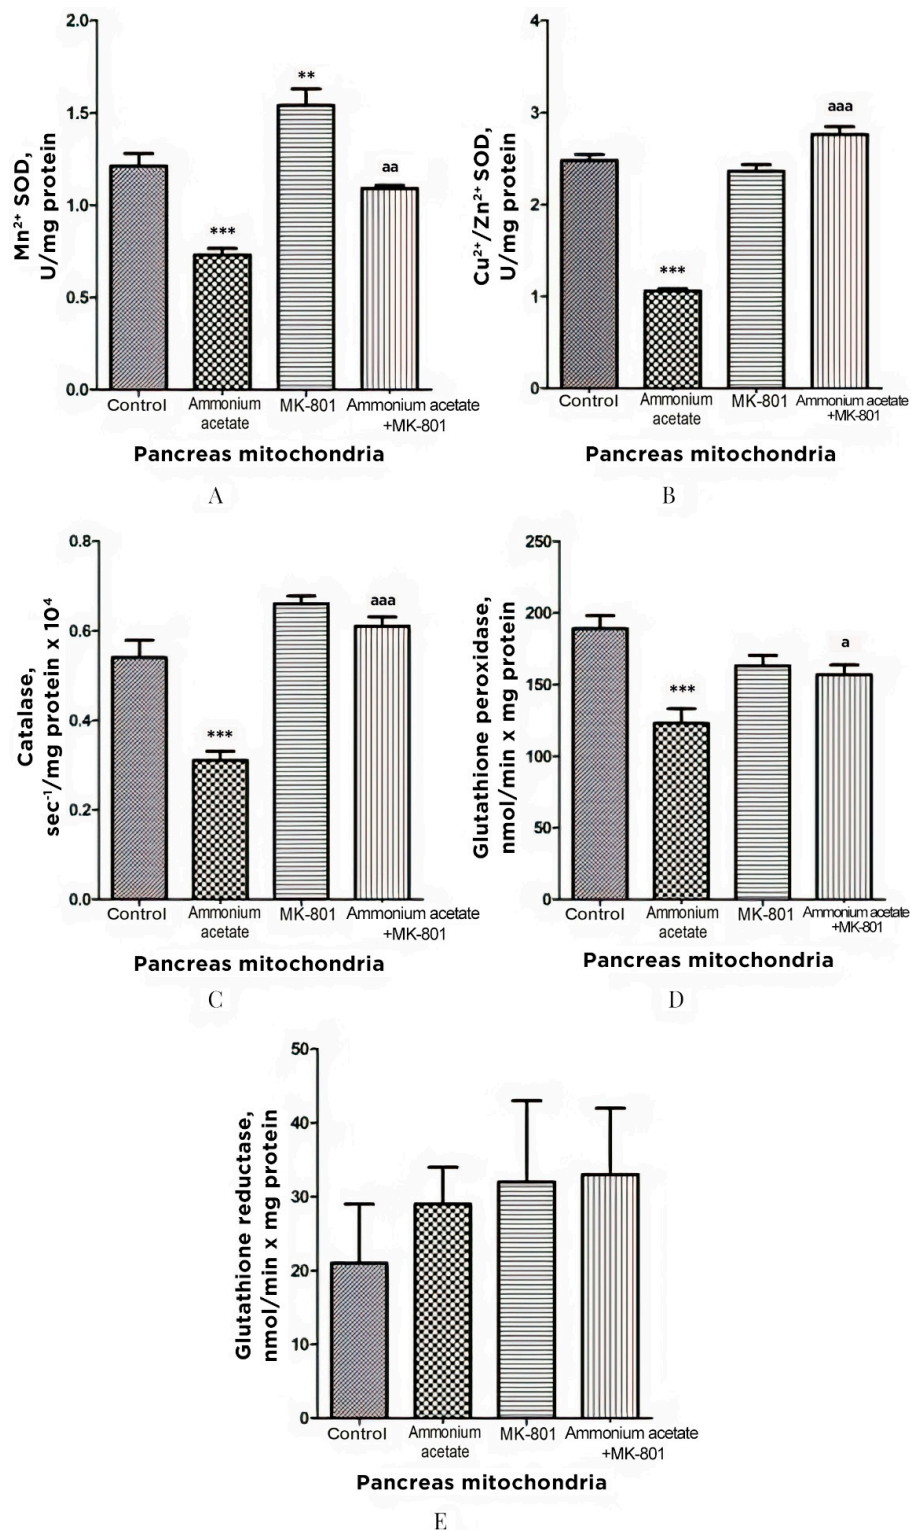 Mn²⁺ SOD,
U/mg protein
2.0
1.5
1.0
0.5
0.0
***
**
aa
Control
Ammonium
acetate
MK-801
Ammonium acetate
+MK-801
Pancreas mitochondria
A
Cu²⁺/Zn²⁺ SOD,
U/mg protein
4
3
2
1
0
***
aaa
Control
Ammonium
acetate
MK-801
Ammonium acetate
+MK-801
Pancreas mitochondria
B
Catalase,
sec⁻¹/mg protein x 10⁴
0.8
0.6
0.4
0.2
0.0
***
aaa
Control
Ammonium
acetate
MK-801
Ammonium acetate
+MK-801
Pancreas mitochondria
C
Glutathione peroxidase,
nmol/min x mg protein
250
200
150
100
50
0
***
a
Control
Ammonium
acetate
MK-801
Ammonium acetate
+MK-801
Pancreas mitochondria
D
Glutathione reductase,
nmol/min x mg protein
50
40
30
20
10
0
Control
Ammonium
acetate
MK-801
Ammonium acetate
+MK-801
Pancreas mitochondria
E